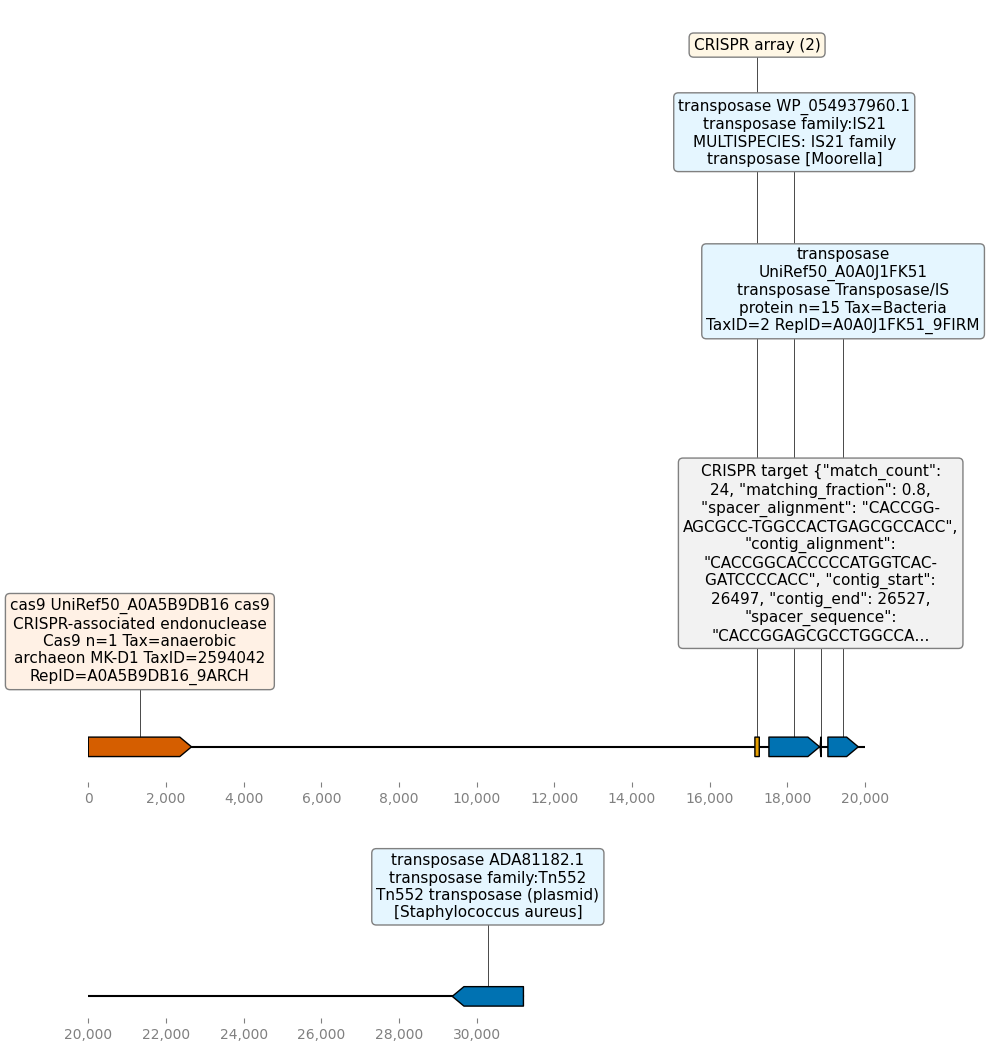 CRISPR array (2)
transposase WP_054937960.1
transposase family:IS21
MULTISPECIES: IS21 family
transposase [Moorella]
transposase
UniRef50_A0A0J1FK51
transposase Transposase/IS
protein n=15 Tax=Bacteria
TaxID=2 RepID=A0A0J1FK51_9FIRM
CRISPR target {"match_count":
24, "matching_fraction": 0.8,
"spacer_alignment": "CACCGG-
AGCGCC-TGGCCACTGAGCGCCACC",
"contig_alignment":
"CACCGGCACCCCCATGGTCAC-
GATCCCCACC", "contig_start":
26497, "contig_end": 26527,
"spacer_sequence":
"CACCGGAGCGCCTGGCCA...
cas9 UniRef50_A0A5B9DB16 cas9
CRISPR-associated endonuclease
Cas9 n=1 Tax=anaerobic
archaeon MK-D1 TaxID=2594042
RepID=A0A5B9DB16_9ARCH
0 2,000 4,000 6,000 8,000 10,000 12,000 14,000 16,000 18,000 20,000
transposase ADA81182.1
transposase family:Tn552
Tn552 transposase (plasmid)
[Staphylococcus aureus]
20,000 22,000 24,000 26,000 28,000 30,000